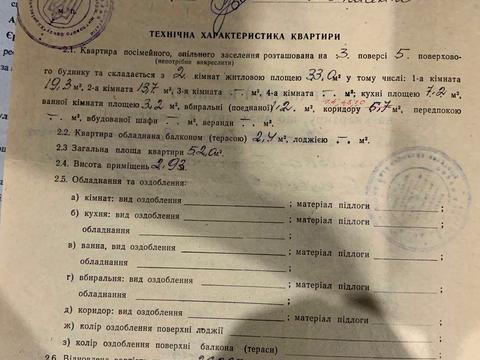 ТЕХНІЧНА ХАРАКТЕРИСТИКА КВАРТИРИ
2.1. Квартира посімейного, спільного заселення розташована на 3 поверсі 5. поверхово-
(непотрібне викреслити)
го будинку та складається з 2 кімнат житловою площею 33,0 м² у тому числі: 1-а кімната
19,3 м², 2-а кімната 13,7 м², 3-я кімната – м², 4-а кімната – м²; кухні площею 7.2 м²,
ванної кімнати площею 3,2 м², вбиральні (поєднаної) 1.2 м², коридору 5,7 м², передпокою
– м², вбудованої шафи – м², веранди – м².
2.2. Квартира обладнана балконом (терасою) 2,4 м², лоджією – м².
2.3 Загальна площа квартири 52,0 м².
2.4. Висота приміщень 2,93
2.5. Обладнання та оздоблення:
а) кімнат: вид оздоблення ; матеріал підлоги ;
б) кухня: вид оздоблення ; матеріал підлоги
обладнання ;
в) ванна, вид оздоблення ; матеріал підлоги
обладнання ;
г) вбиральня: вид оздоблення ; матеріал підлоги
обладнання ;
д) коридор: вид оздоблення ; матеріал підлоги
ж) колір оздоблення поверхні лоджії
з) колір оздоблення поверхні балкона (тераси)
2.6. Відновлена